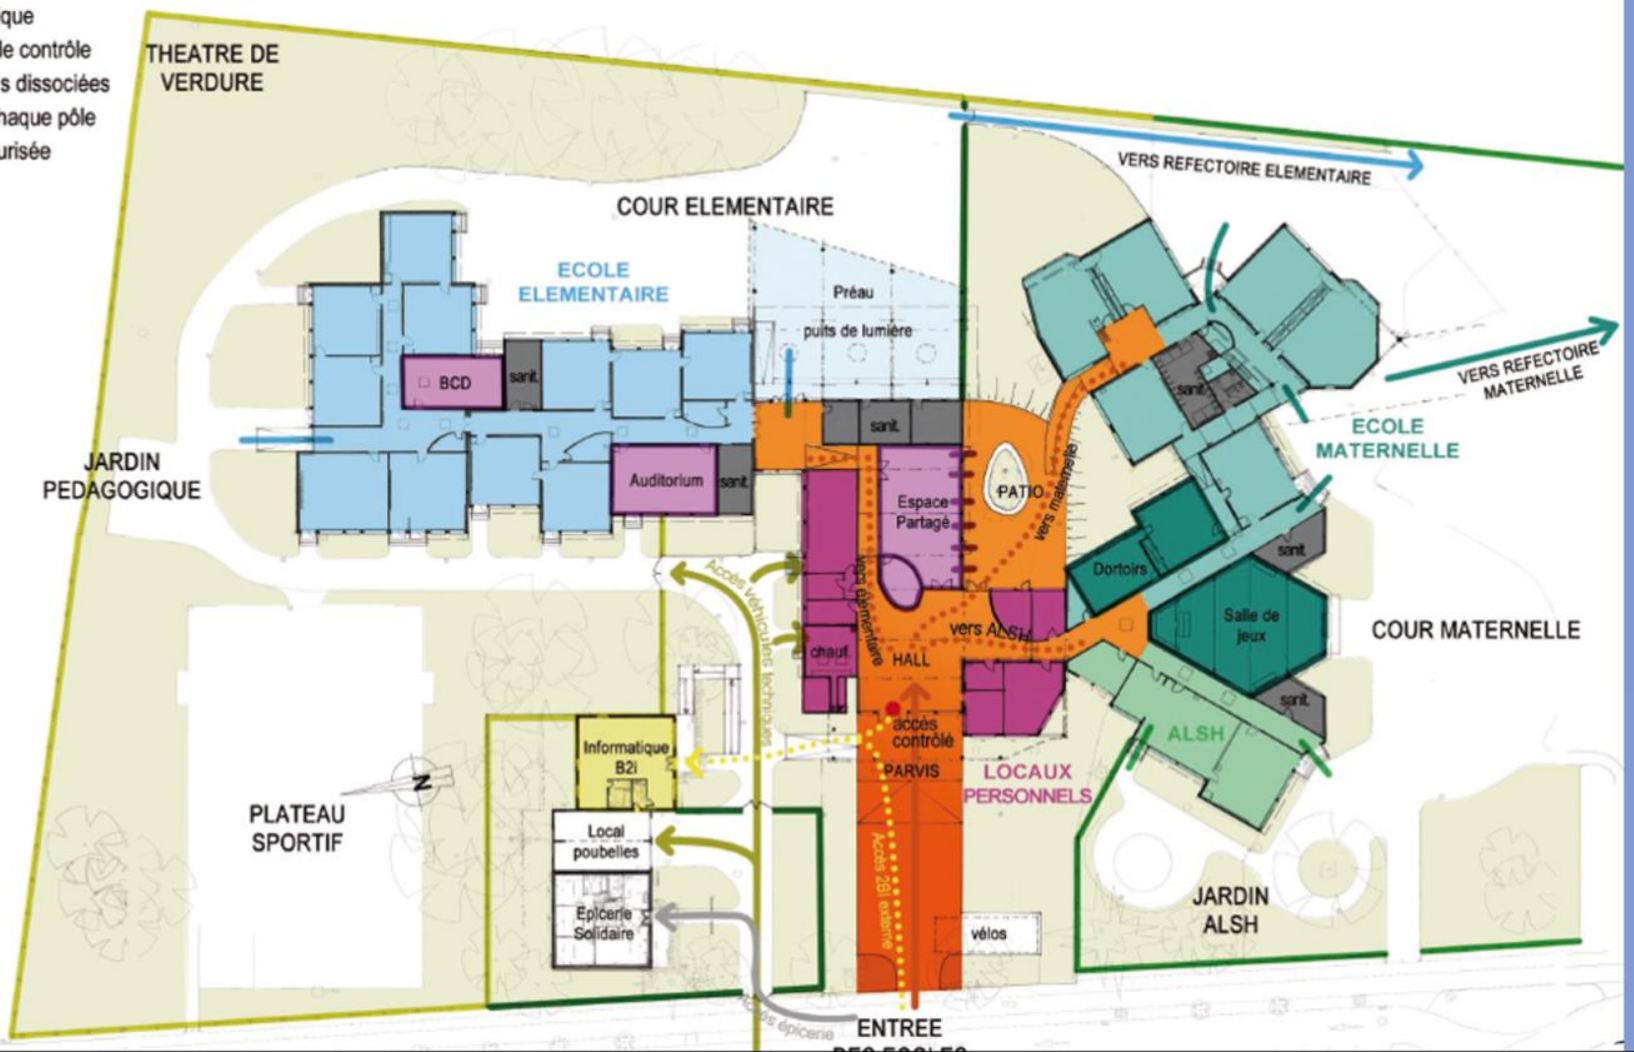 que
le contrôle
s dissociées
haque pôle
urisée
THEATRE DE
VERDURE
VERS REFECTOIRE ELEMENTAIRE
COUR ELEMENTAIRE
ECOLE
ELEMENTAIRE
Préau
puits de lumière
BCD
sanit.
sanit.
VERS REFECTOIRE
MATERNELLE
ECOLE
MATERNELLE
sanit.
JARDIN
PEDAGOGIQUE
Auditorium
sanit.
Espace
Partagé
PATIO
vers maternelle
sanit.
Dortoirs
Accès véhicules techniques
vers élémentaire
vers ALSH
Salle de
jeux
COUR MATERNELLE
chauf.
HALL
sanit.
accès
contrôlé
ALSH
Informatique
B2i
PARVIS
LOCAUX
PERSONNELS
N
PLATEAU
SPORTIF
Local
poubelles
Accès 2BI externe
Epicerie
Solidaire
vélos
JARDIN
ALSH
Accès épicerie
ENTREE
DES ECOLES